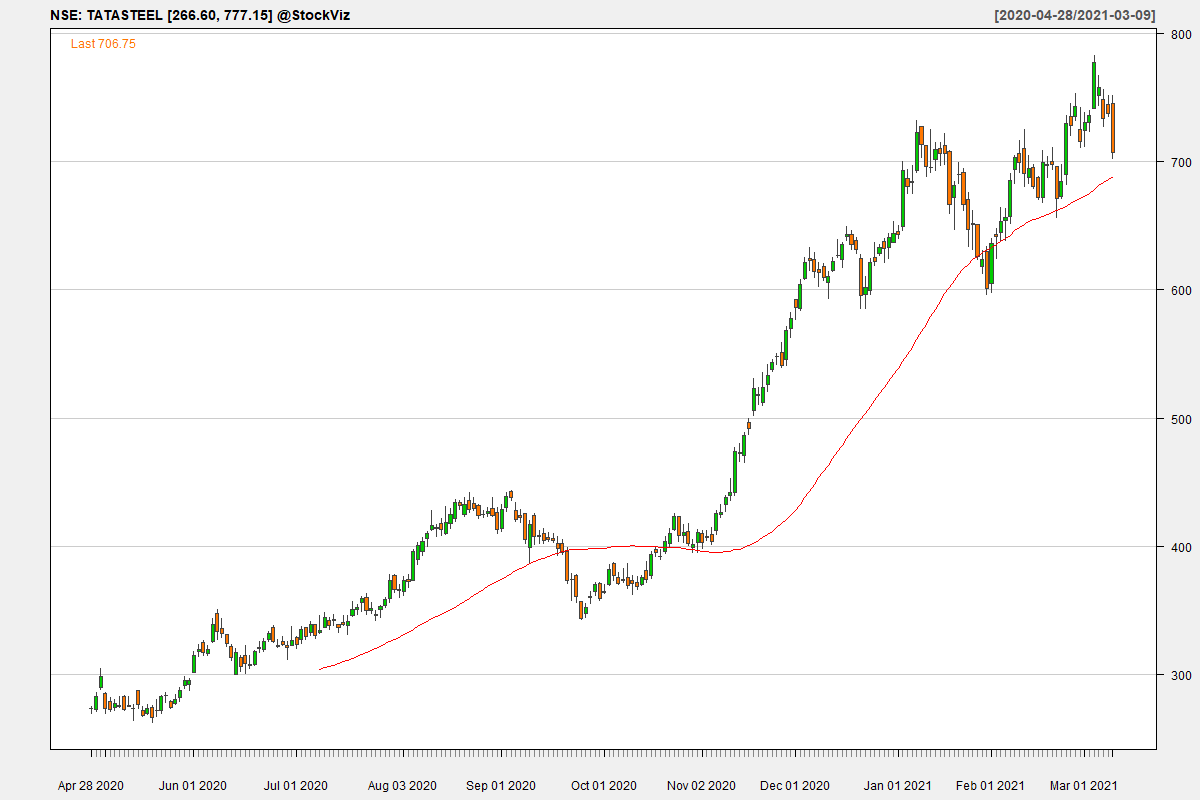 NSE: TATASTEEL [266.60, 777.15] @StockViz
[2020-04-28/2021-03-09]
Last 706.75
800
700
600
500
400
300
Apr 28 2020
Jun 01 2020
Jul 01 2020
Aug 03 2020
Sep 01 2020
Oct 01 2020
Nov 02 2020
Dec 01 2020
Jan 01 2021
Feb 01 2021
Mar 01 2021